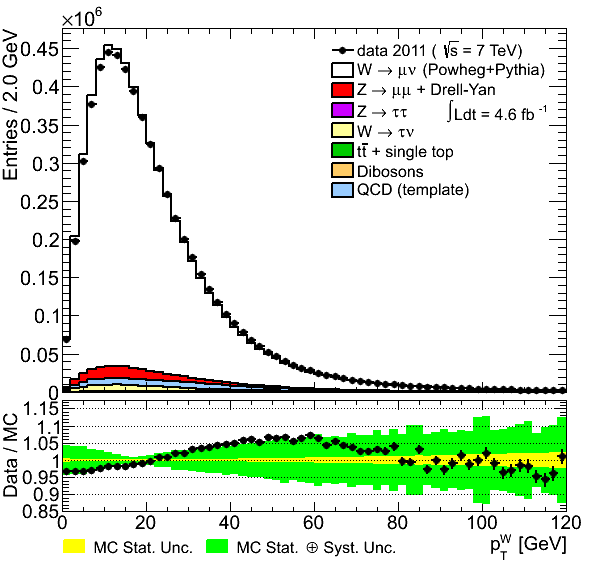 ×10⁶
Entries / 2.0 GeV
0.45
0.4
0.35
0.3
0.25
0.2
0.15
0.1
0.05
0
data 2011 ( √s = 7 TeV)
W → μν (Powheg+Pythia)
Z → μμ + Drell-Yan
Z → ττ
∫Ldt = 4.6 fb⁻¹
W → τν
tt̄ + single top
Dibosons
QCD (template)
Data / MC
1.15
1.1
1.05
1
0.95
0.9
0.85
0 20 40 60 80 100 120
p_T^W [GeV]
MC Stat. Unc. MC Stat. ⊕ Syst. Unc.